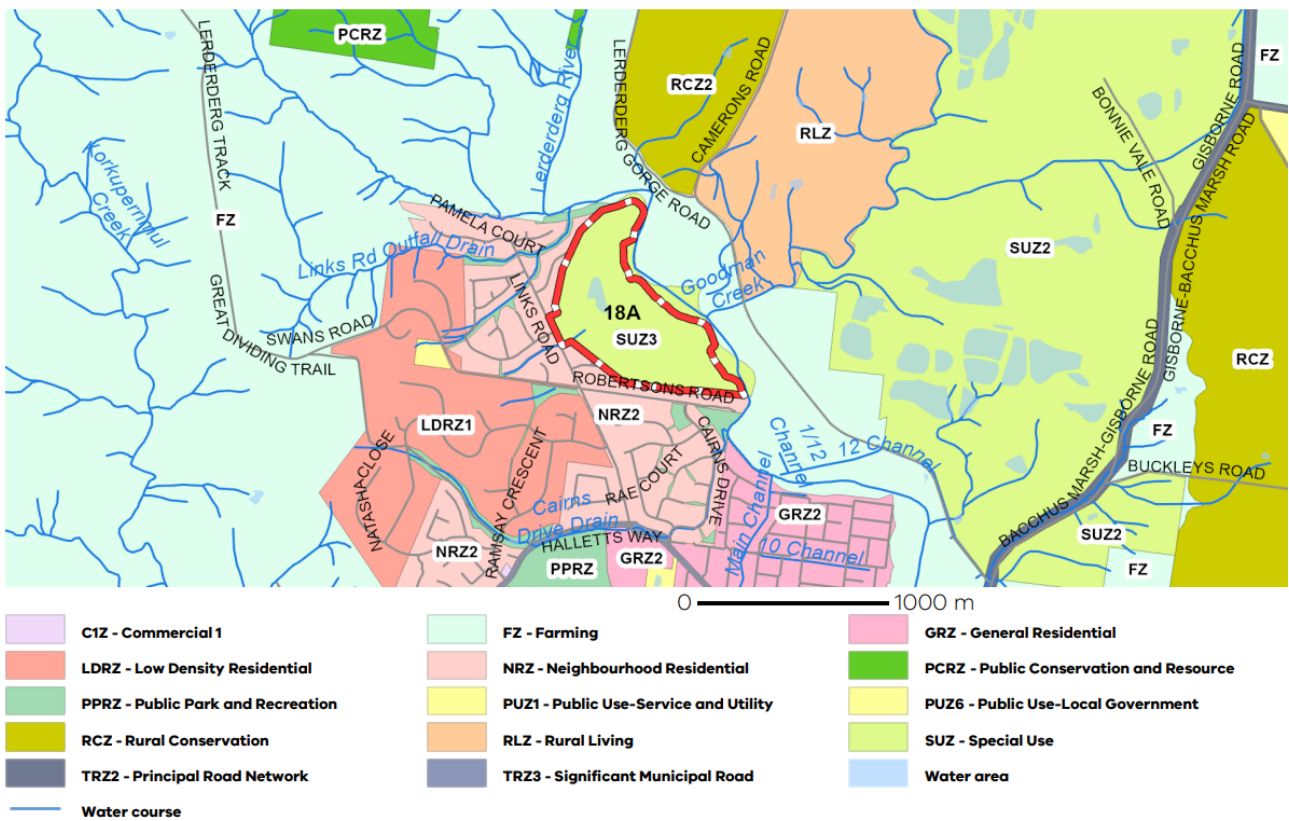 PCRZ
LERDERDERG TRACK
Lerderderg River
LERDERDERG GORGE ROAD
RCZ2
CAMERONS ROAD
RLZ
BONNIE VALE ROAD
GISBORNE ROAD
FZ
GISBORNE-BACCHUS MARSH ROAD
Korkuperrimul
Creek
FZ
PAMELA COURT
Links Rd Outfall Drain
LINKS ROAD
Goodman
Creek
SUZ2
18A
SUZ3
GREAT DIVIDING TRAIL
SWANS ROAD
ROBERTSONS ROAD
RCZ
NRZ2
LDRZ1
CAIRNS DRIVE
1/12
Channel
12 Channel
FZ
BUCKLEYS ROAD
BACCHUS MARSH-GISBORNE ROAD
NATASHACLOSE
RAMSAY CRESCENT
RAE COURT
Cairns
Drive Drain
HALLETTS WAY
Main Channel
GRZ2
10 Channel
NRZ2
PPRZ
GRZ2
SUZ2
FZ
0 1000 m
C1Z - Commercial 1
FZ - Farming
GRZ - General Residential
LDRZ - Low Density Residential
NRZ - Neighbourhood Residential
PCRZ - Public Conservation and Resource
PPRZ - Public Park and Recreation
PUZ1 - Public Use-Service and Utility
PUZ6 - Public Use-Local Government
RCZ - Rural Conservation
RLZ - Rural Living
SUZ - Special Use
TRZ2 - Principal Road Network
TRZ3 - Significant Municipal Road
Water area
Water course